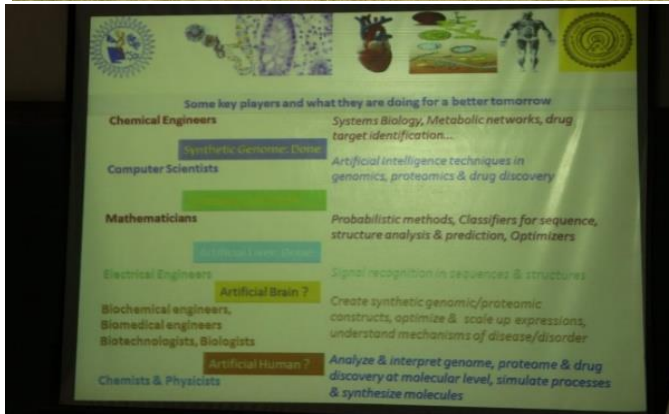 Some key players and what they are doing for a better tomorrow
Chemical Engineers
Systems Biology, Metabolic networks, drug
target identification...
Synthetic Genome: Done
Computer Scientists
Artificial Intelligence techniques in
genomics, proteomics & drug discovery
Mathematicians
Probabilistic methods, Classifiers for sequence,
structure analysis & prediction, Optimizers
Artificial Liver: Done
Electrical Engineers
Signal recognition in sequences & structures
Artificial Brain ?
Biochemical engineers,
Biomedical engineers
Biotechnologists, Biologists
Create synthetic genomic/proteomic
constructs, optimize & scale up expressions,
understand mechanisms of disease/disorder
Artificial Human ?
Chemists & Physicists
Analyze & interpret genome, proteome & drug
discovery at molecular level, simulate processes
& synthesize molecules